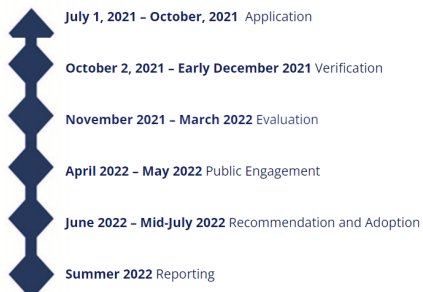 July 1, 2021 – October, 2021 Application
October 2, 2021 – Early December 2021 Verification
November 2021 – March 2022 Evaluation
April 2022 – May 2022 Public Engagement
June 2022 – Mid-July 2022 Recommendation and Adoption
Summer 2022 Reporting